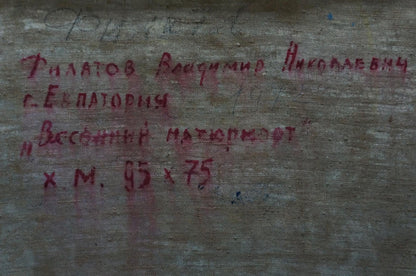 Филатов Владимир Николаевич
г. Евпатория
„Весенний натюрморт"
х. м. 95 х 75